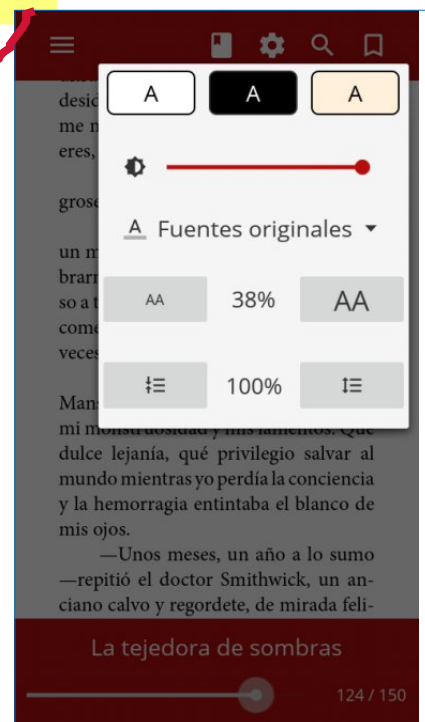 A A A
desid
me
eres,
grose
Fuentes originales
un
AA 38% AA
so a
come
veces
100%
Man
mi monstruosidad y mis lamentos. Qué
dulce lejanía, qué privilegio salvar al
mundo mientras yo perdía la conciencia
y la hemorragia entintaba el blanco de
mis ojos.
—Unos meses, un año a lo sumo
—repitió el doctor Smithwick, un an-
ciano calvo y regordete, de mirada feli-
La tejedora de sombras
124 / 150